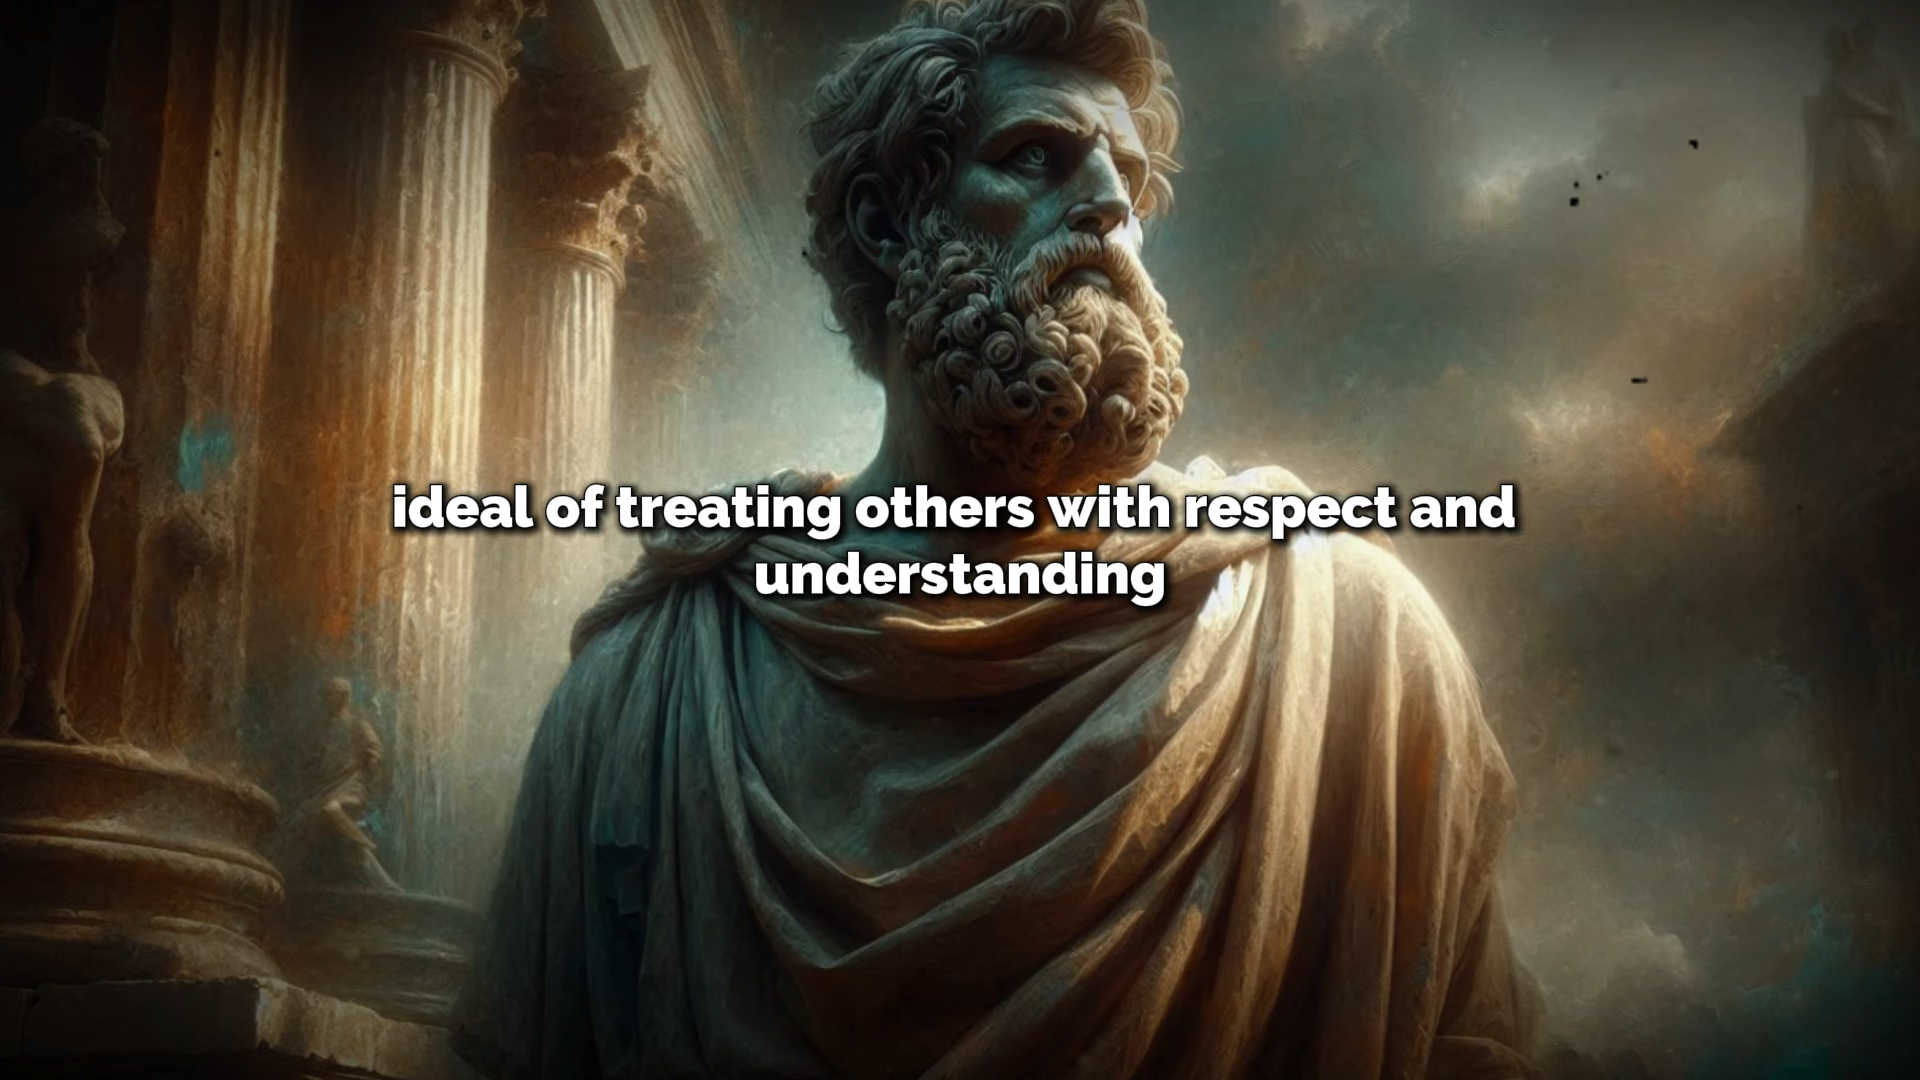 ideal of treating others with respect and
understanding